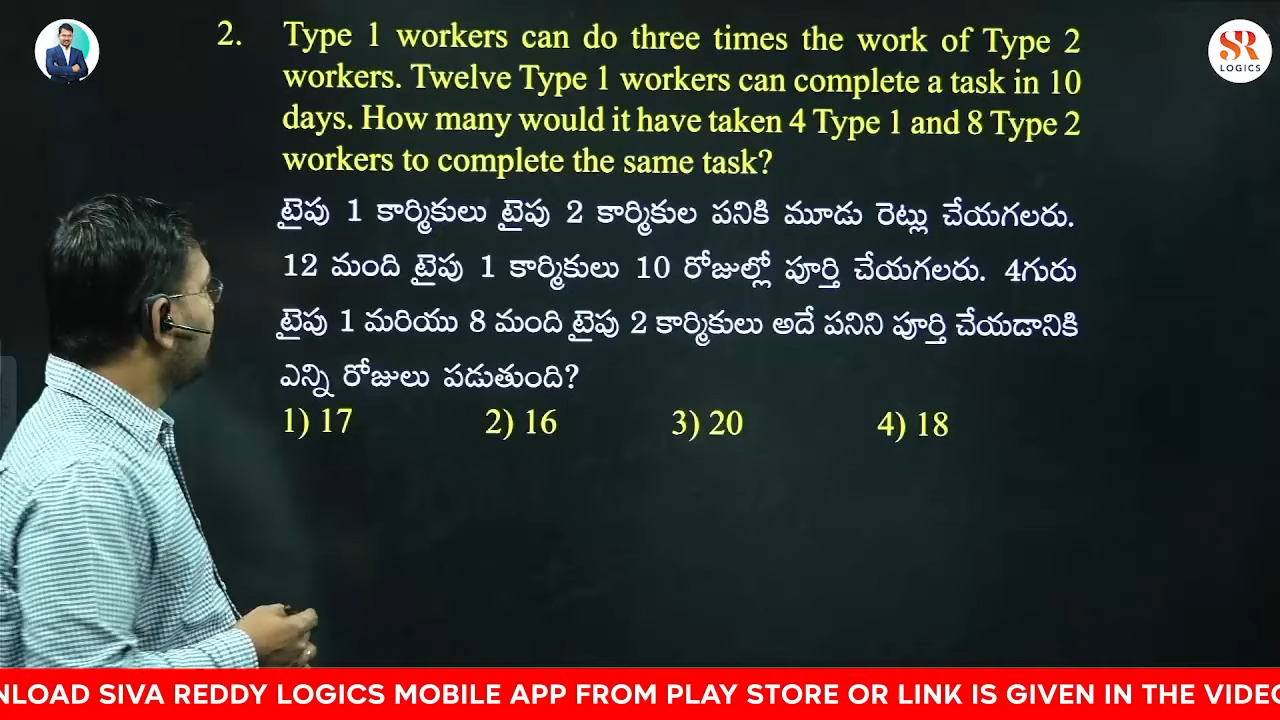 SR
LOGICS
2. Type 1 workers can do three times the work of Type 2
workers. Twelve Type 1 workers can complete a task in 10
days. How many would it have taken 4 Type 1 and 8 Type 2
workers to complete the same task?
టైపు 1 కార్మికులు టైపు 2 కార్మికుల పనికి మూడు రెట్లు చేయగలరు.
12 మంది టైపు 1 కార్మికులు 10 రోజుల్లో పూర్తి చేయగలరు. 4గురు
టైపు 1 మరియు 8 మంది టైపు 2 కార్మికులు అదే పనిని పూర్తి చేయడానికి
ఎన్ని రోజులు పడుతుంది?
1) 17 2) 16 3) 20 4) 18
NLOAD SIVA REDDY LOGICS MOBILE APP FROM PLAY STORE OR LINK IS GIVEN IN THE VIDEO